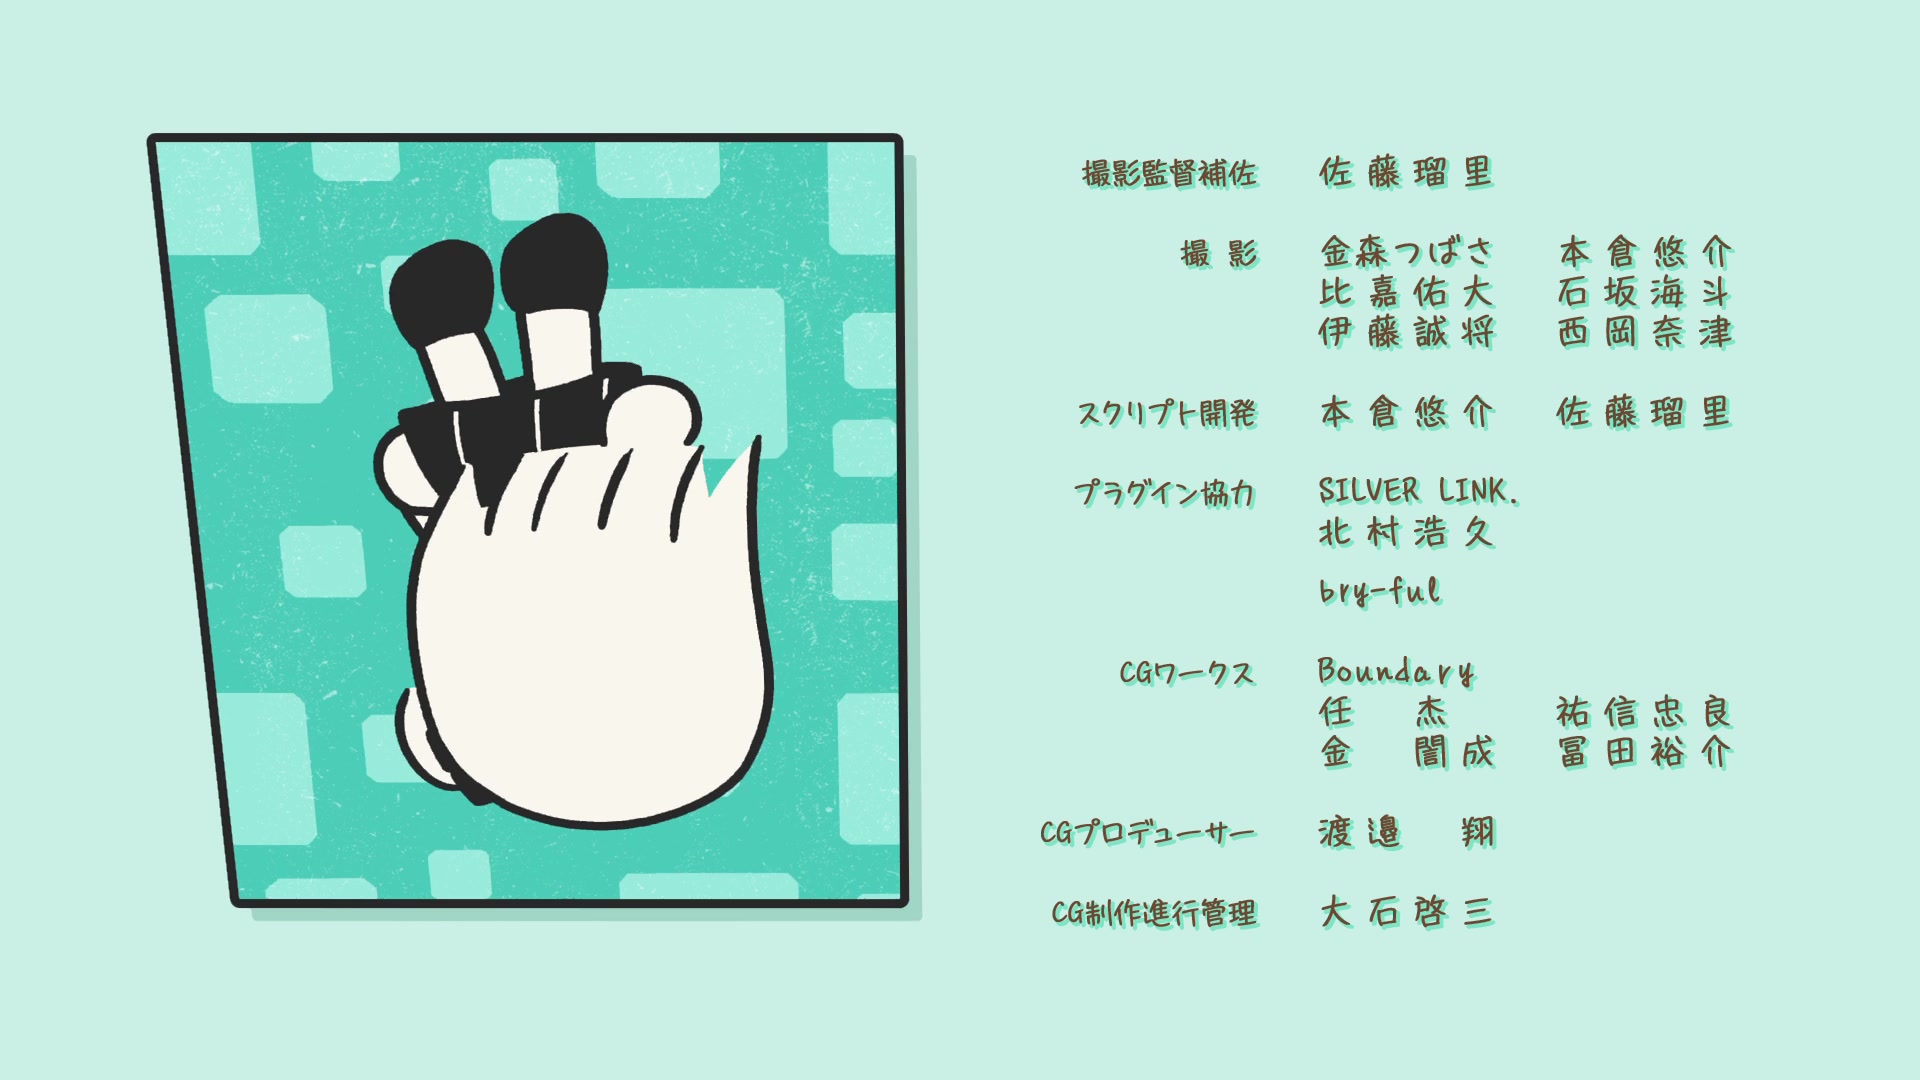 撮影監督補佐 佐藤瑠里
撮影 金森つばさ 本倉悠介
比嘉佑大 石坂海斗
伊藤誠将 西岡奈津
スクリプト開発 本倉悠介 佐藤瑠里
プラグイン協力 SILVER LINK.
北村浩久
bry-ful
CGワークス Boundary
任 杰 祐信忠良
金 誾成 冨田裕介
CGプロデューサー 渡邉 翔
CG制作進行管理 大石啓三